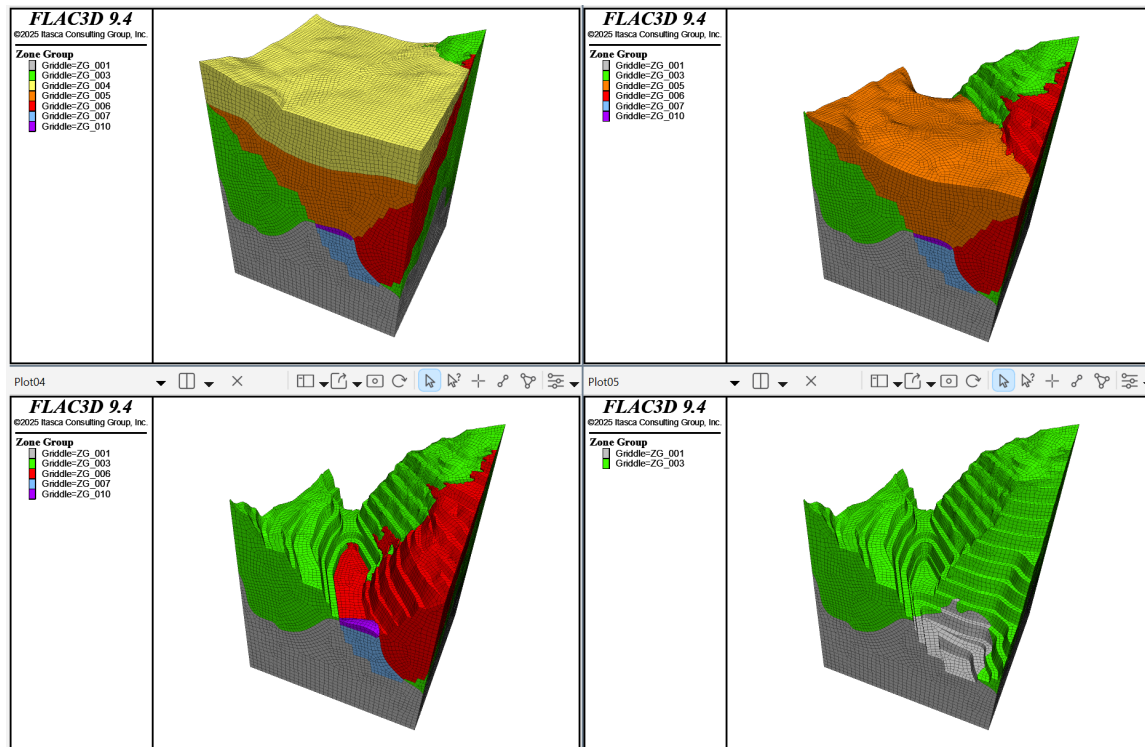 FLAC3D 9.4
©2025 Itasca Consulting Group, Inc.
Zone Group
Griddle=ZG_001
Griddle=ZG_003
Griddle=ZG_004
Griddle=ZG_005
Griddle=ZG_006
Griddle=ZG_007
Griddle=ZG_010
FLAC3D 9.4
©2025 Itasca Consulting Group, Inc.
Zone Group
Griddle=ZG_001
Griddle=ZG_003
Griddle=ZG_005
Griddle=ZG_006
Griddle=ZG_007
Griddle=ZG_010
Plot04
Plot05
FLAC3D 9.4
©2025 Itasca Consulting Group, Inc.
Zone Group
Griddle=ZG_001
Griddle=ZG_003
Griddle=ZG_006
Griddle=ZG_007
Griddle=ZG_010
FLAC3D 9.4
©2025 Itasca Consulting Group, Inc.
Zone Group
Griddle=ZG_001
Griddle=ZG_003